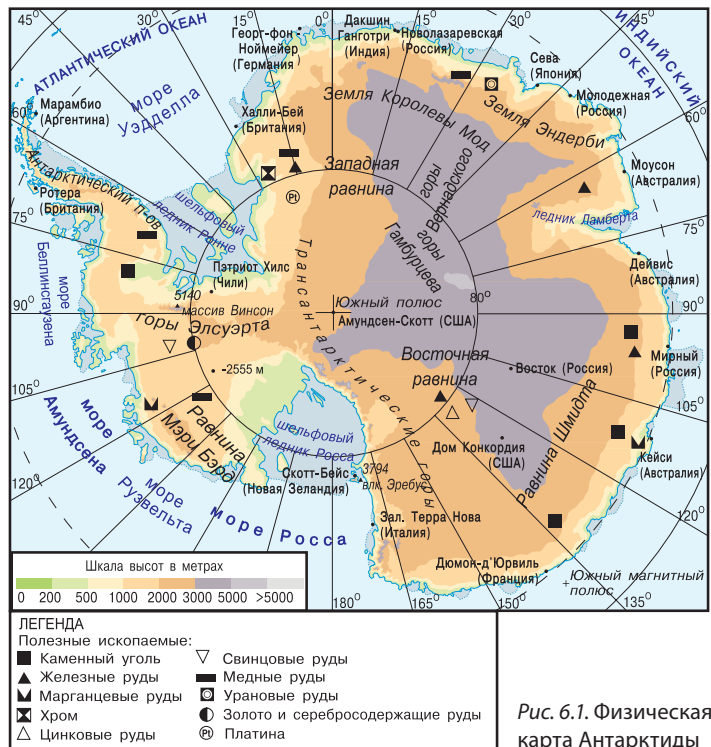 45°
30°
15°
0°
15°
30°
45°
АТЛАНТИЧЕСКИЙ ОКЕАН
ИНДИЙСКИЙ
ОКЕАН
Георг-фон
Ноймейер
(Германия)
Дакшин
Ганготри
(Индия)
Новолазаревская
(Россия)
Сева
(Япония)
Молодежная
(Россия)
море
Уэдделла
Марамбио
(Аргентина)
60°
60°
Халли-Бей
(Британия)
Земля Королевы Мод
Земля Эндерби
Моусон
(Австралия)
Антарктический п-ов
Ротера
(Британия)
Западная
равнина
горы
Вернадского
горы
Гамбурцева
ледник Ламберта
75°
75°
шельфовый
ледник Ронне
Pt
море
Беллинсгаузена
Пэтриот Хилс
(Чили)
Дейвис
(Австралия)
5140
массив Винсон
Южный полюс
80°
90°
90°
горы Элсуэрта
Амундсен-Скотт (США)
Трансантарктические горы
Восточная
равнина
Восток (Россия)
Мирный
(Россия)
-2555 м
105°
105°
море
Амундсена
Равнина
Мэри Бэрд
шельфовый
ледник Росса
Дом Конкордия
(США)
Равнина Шмидта
Кейси
(Австралия)
120°
120°
море
Рузвельта
Скотт-Бейс
(Новая Зеландия)
3794
влк. Эребус
море Росса
Зал. Терра Нова
(Италия)
Дюмон-д'Юрвиль
(Франция)
Южный магнитный
полюс
180°
165°
150°
135°
Шкала высот в метрах
0 200 500 1000 2000 3000 5000 >5000
ЛЕГЕНДА
Полезные ископаемые:
Каменный уголь
Свинцовые руды
Железные руды
Медные руды
Марганцевые руды
Урановые руды
Хром
Золото и серебросодержащие руды
Цинковые руды
Pt Платина
Рис. 6.1. Физическая
карта Антарктиды